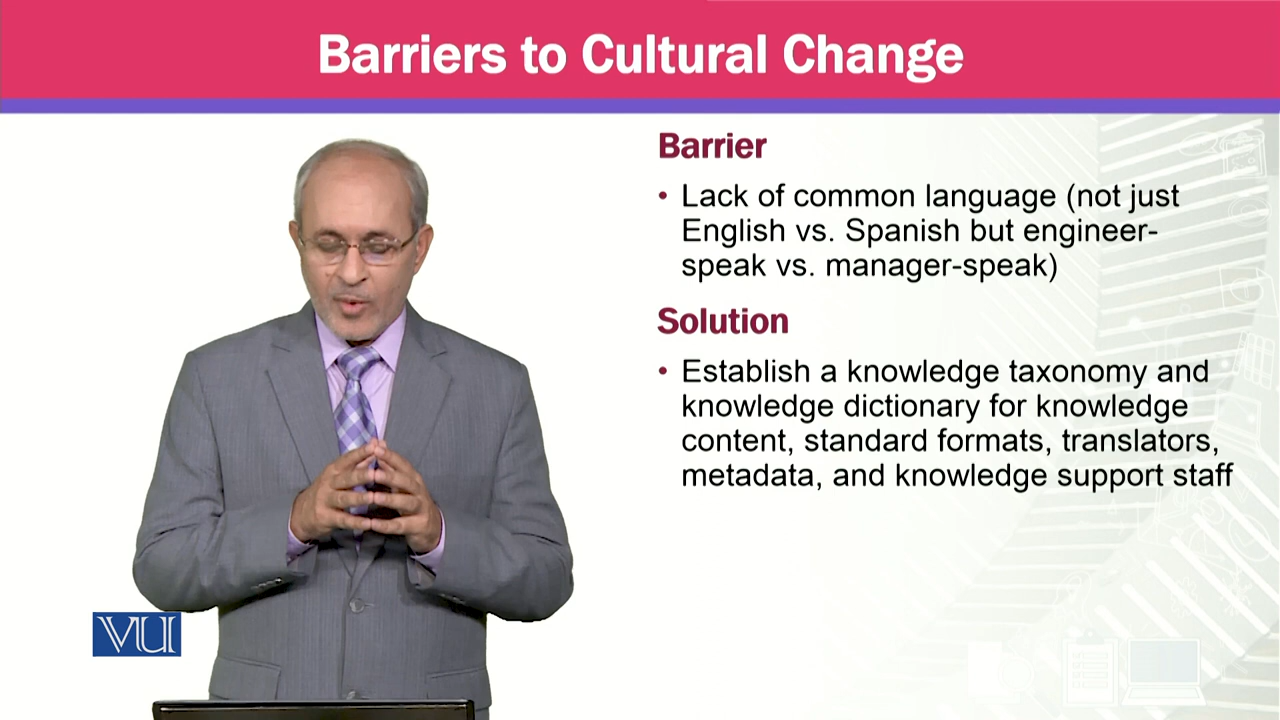 Barriers to Cultural Change
Barrier
• Lack of common language (not just
English vs. Spanish but engineer-
speak vs. manager-speak)
Solution
• Establish a knowledge taxonomy and
knowledge dictionary for knowledge
content, standard formats, translators,
metadata, and knowledge support staff
VU